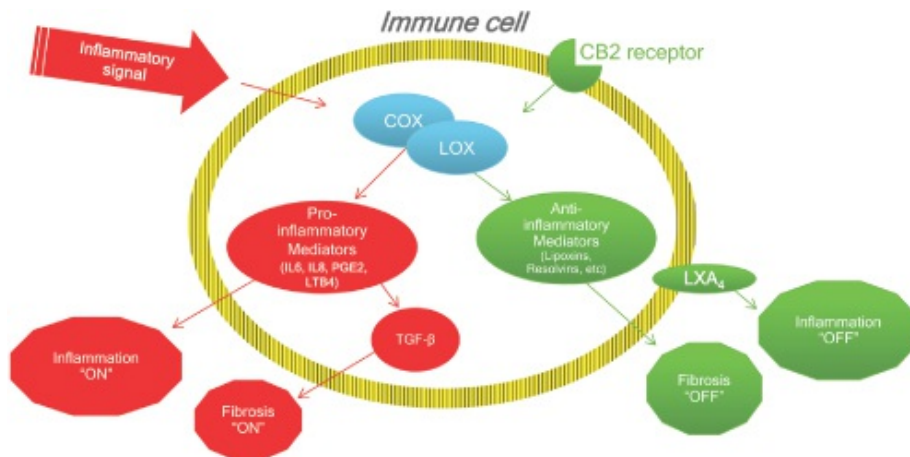 Immune cell
Inflammatory
signal
CB2 receptor
COX
LOX
Pro-
inflammatory
Mediators
(IL6, IL8, PGE2,
LTB4)
Anti-
inflammatory
Mediators
(Lipoxins,
Resolvins, etc)
LXA4
TGF-β
Inflammation
"ON"
Fibrosis
"ON"
Inflammation
"OFF"
Fibrosis
"OFF"